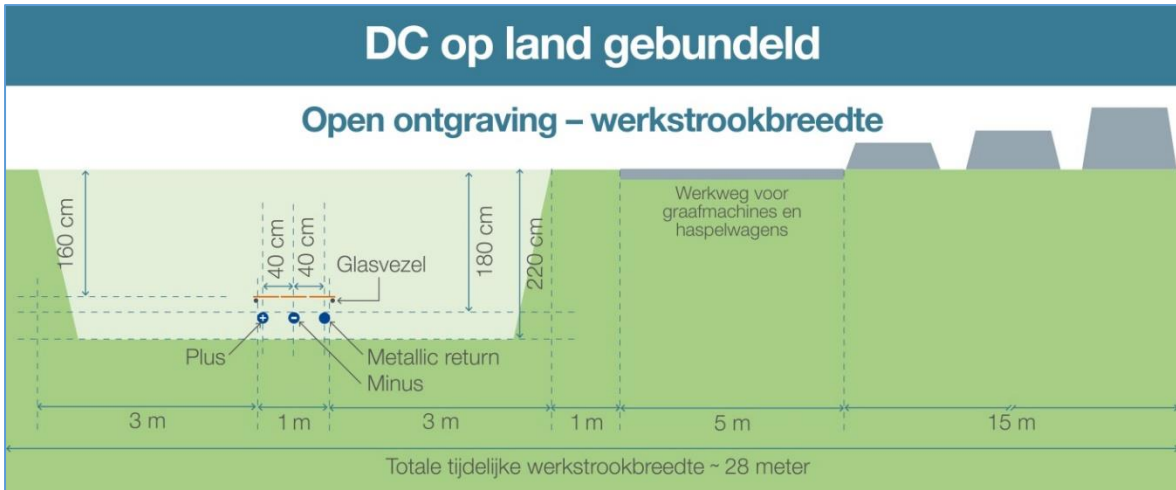 DC op land gebundeld
Open ontgraving – werkstrookbreedte
Werkweg voor
graafmachines en
haspelwagens
160 cm
40 cm
40 cm
180 cm
220 cm
Glasvezel
+
−
Plus
Metallic return
Minus
3 m
1 m
3 m
1 m
5 m
15 m
Totale tijdelijke werkstrookbreedte ~ 28 meter